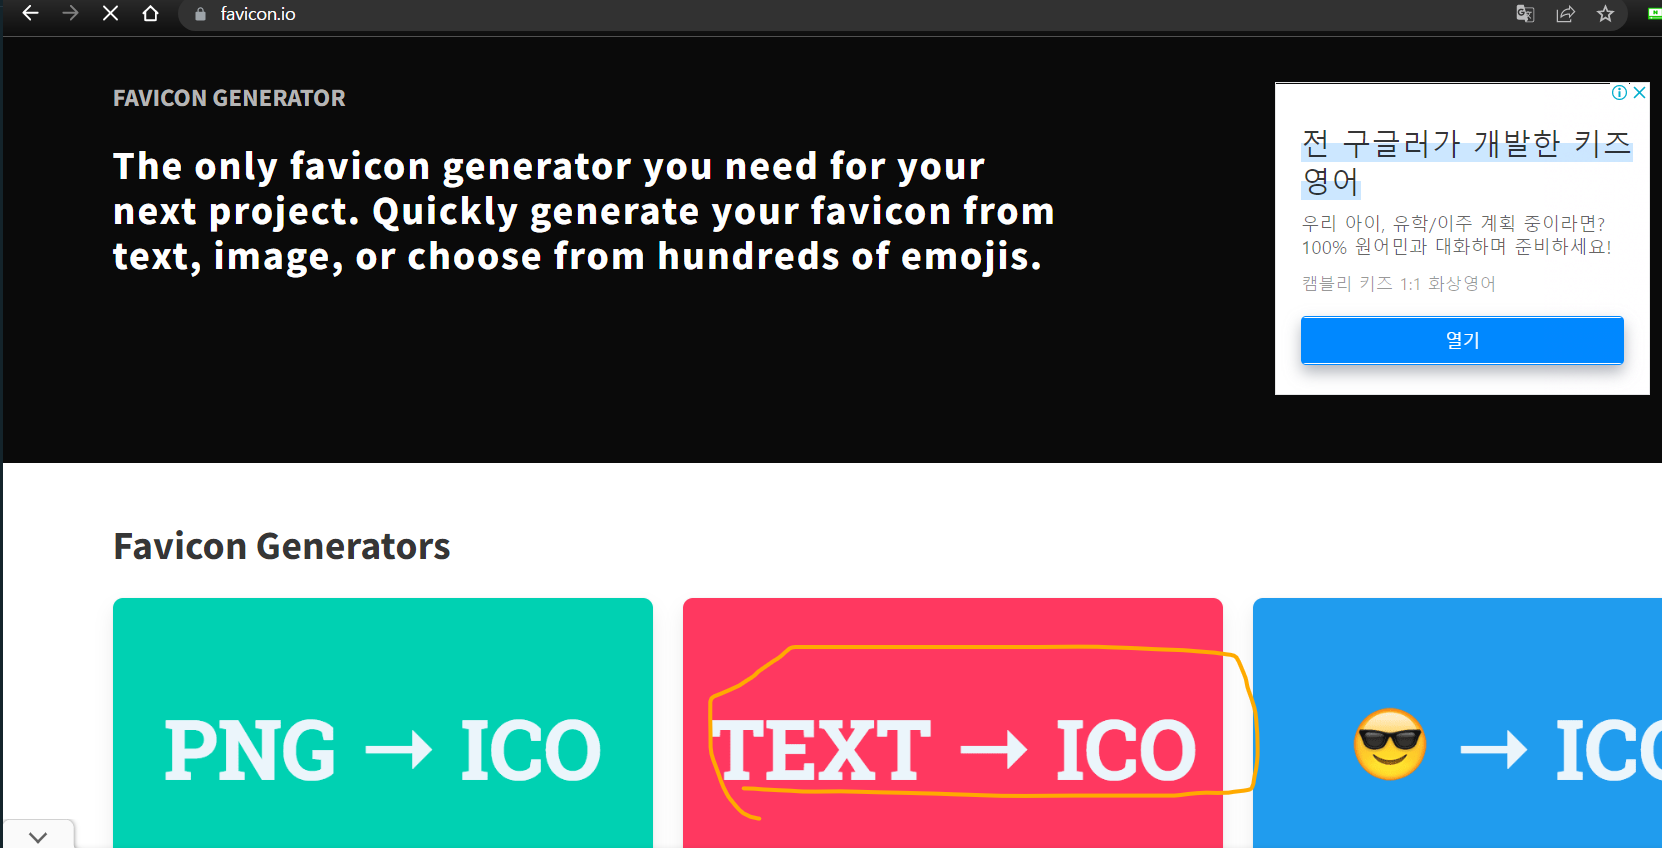 favicon.io
FAVICON GENERATOR
The only favicon generator you need for your
next project. Quickly generate your favicon from
text, image, or choose from hundreds of emojis.
전 구글러가 개발한 키즈
영어
우리 아이, 유학/이주 계획 중이라면?
100% 원어민과 대화하며 준비하세요!
캠블리 키즈 1:1 화상영어
열기
Favicon Generators
PNG → ICO
TEXT → ICO
😎 → ICO